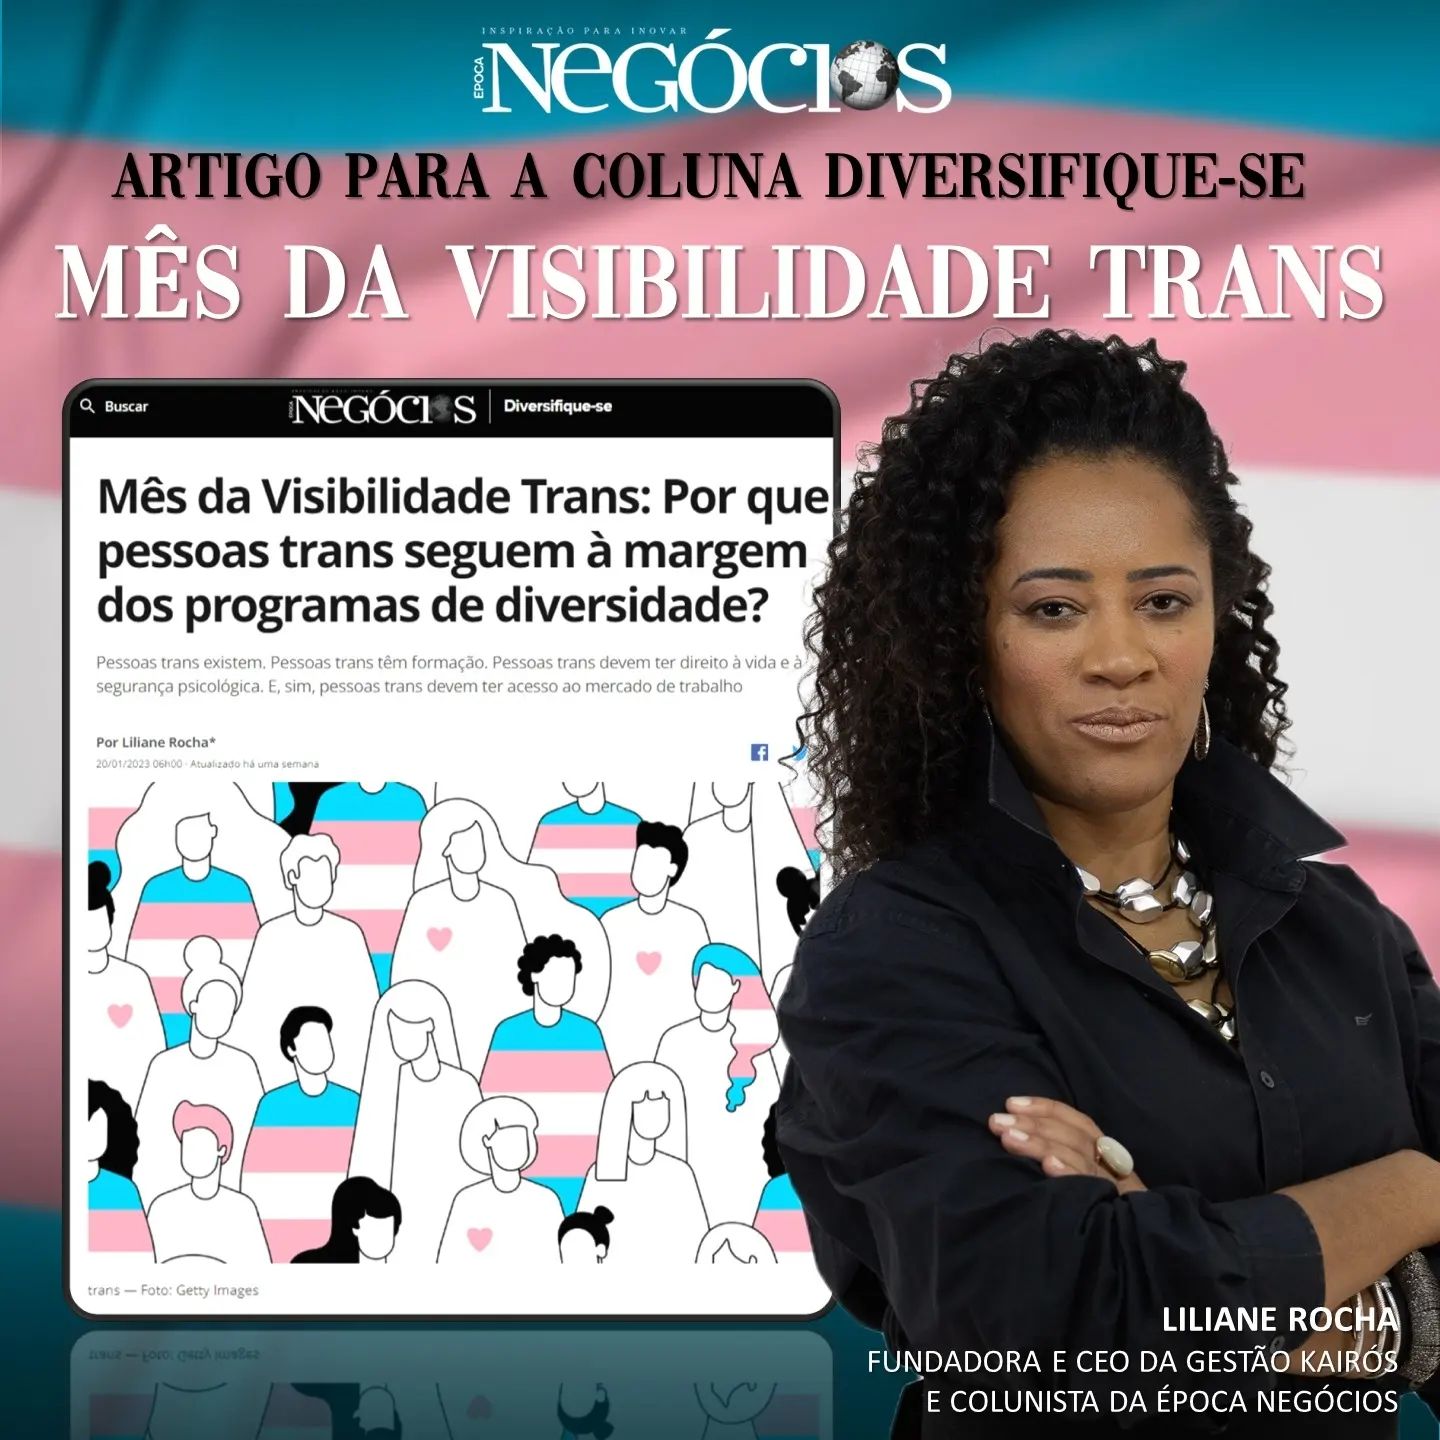 INSPIRAÇÃO PARA INOVAR
ÉPOCA
NEGÓCIOS
ARTIGO PARA A COLUNA DIVERSIFIQUE-SE
MÊS DA VISIBILIDADE TRANS
Buscar
ÉPOCA NEGÓCIOS | Diversifique-se
Mês da Visibilidade Trans: Por que
pessoas trans seguem à margem
dos programas de diversidade?
Pessoas trans existem. Pessoas trans têm formação. Pessoas trans devem ter direito à vida e à
segurança psicológica. E, sim, pessoas trans devem ter acesso ao mercado de trabalho
Por Liliane Rocha*
20/01/2023 06h00 · Atualizado há uma semana
trans — Foto: Getty Images
LILIANE ROCHA
FUNDADORA E CEO DA GESTÃO KAIRÓS
E COLUNISTA DA ÉPOCA NEGÓCIOS